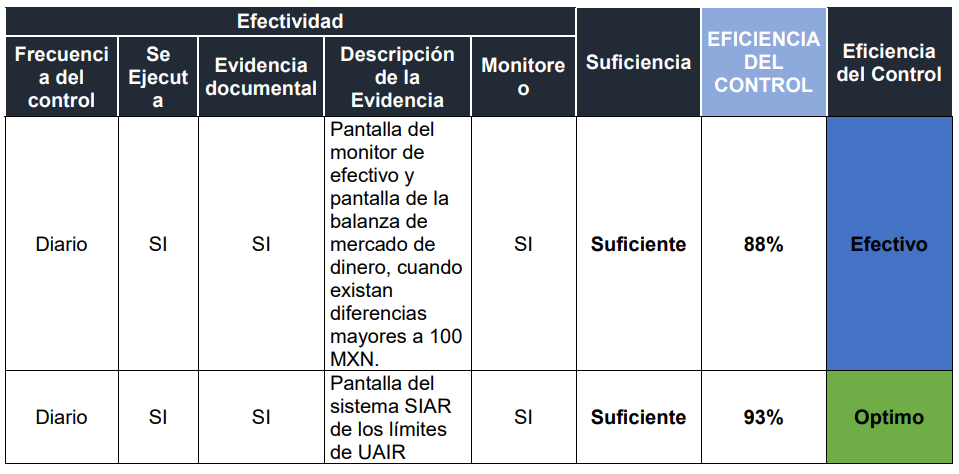 Efectividad
Frecuenci
a del
control
Se
Ejecut
a
Evidencia
documental
Descripción
de la
Evidencia
Monitore
o
Suficiencia
EFICIENCIA
DEL
CONTROL
Eficiencia
del Control
Diario
SI
SI
Pantalla del
monitor de
efectivo y
pantalla de la
balanza de
mercado de
dinero, cuando
existan
diferencias
mayores a 100
MXN.
SI
Suficiente
88%
Efectivo
Diario
SI
SI
Pantalla del
sistema SIAR
de los límites
de UAIR
SI
Suficiente
93%
Optimo